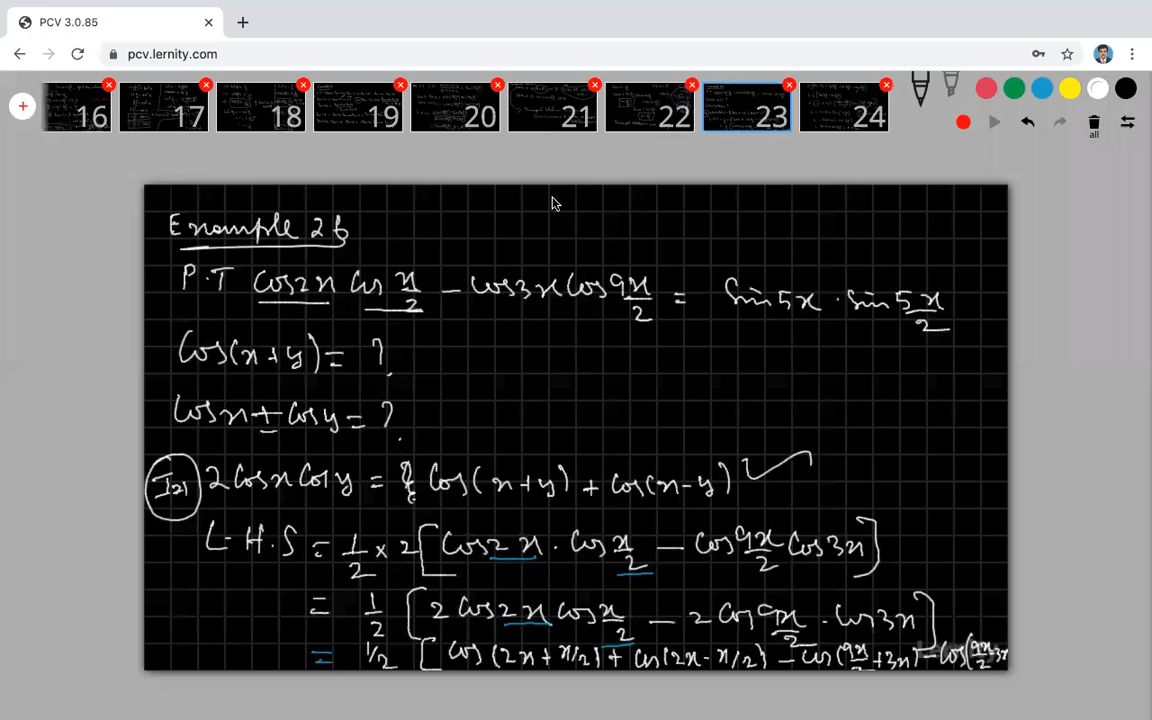 PCV 3.0.85
pcv.lernity.com
16 17 18 19 20 21 22 23 24
all
Example 26
P.T cos2x cos x/2 - cos3x cos 9x/2 = sin5x . sin 5x/2
cos(x+y) = ?
cosx ± cosy = ?
2cosx cosy = { cos(x+y) + cos(x-y)
L.H.S = 1/2 × 2 [cos2x . cos x/2 - cos 9x/2 cos3x]
= 1/2 [2 cos2x cos x/2 - 2 cos 9x/2 . cos3x]
= 1/2 [cos(2x + x/2) + cos(2x - x/2) - cos(9x/2 + 3x) - cos(9x/2 - 3x